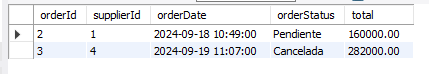 orderId supplierId orderDate orderStatus total
2 1 2024-09-18 10:49:00 Pendiente 160000.00
3 4 2024-09-19 11:07:00 Cancelada 282000.00